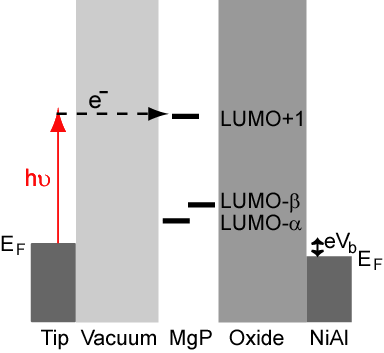 e⁻
LUMO+1
hυ
LUMO-β
LUMO-α
E_F
eV_b
E_F
Tip Vacuum MgP Oxide NiAl